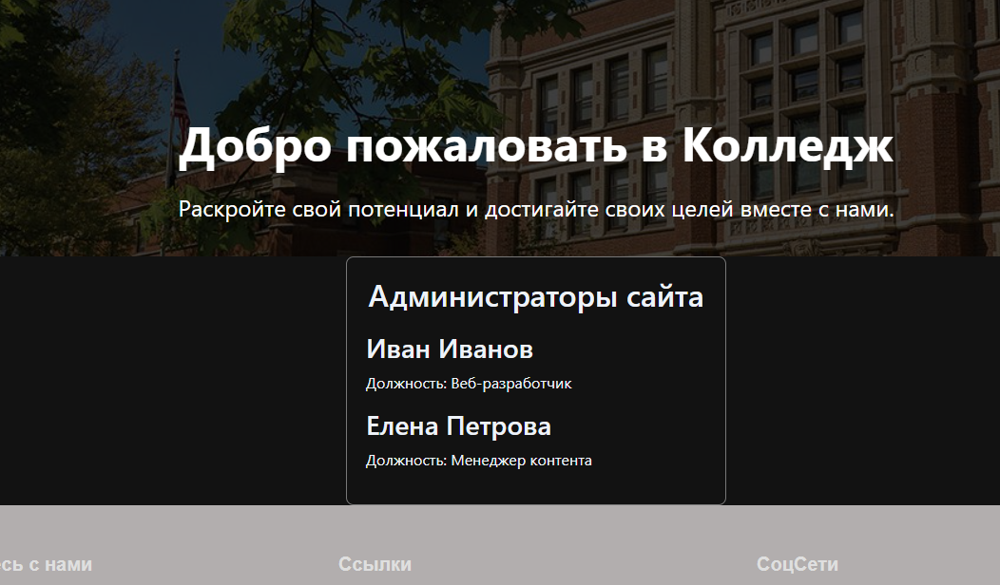 Добро пожаловать в Колледж
Раскройте свой потенциал и достигайте своих целей вместе с нами.
Администраторы сайта
Иван Иванов
Должность: Веб-разработчик
Елена Петрова
Должность: Менеджер контента
с нами
Ссылки
СоцСети